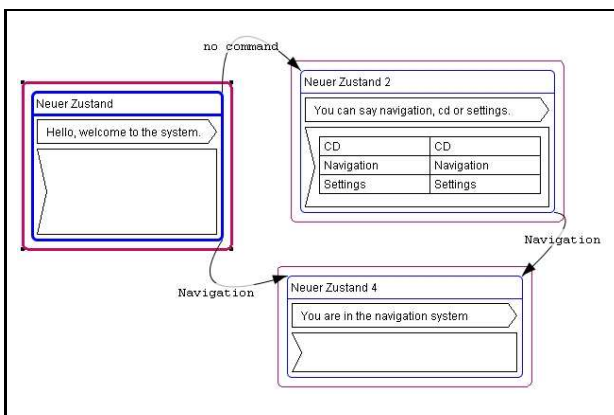 no command
Neuer Zustand
Hello, welcome to the system.
Neuer Zustand 2
You can say navigation, cd or settings.
CD CD
Navigation Navigation
Settings Settings
Navigation
Navigation
Neuer Zustand 4
You are in the navigation system